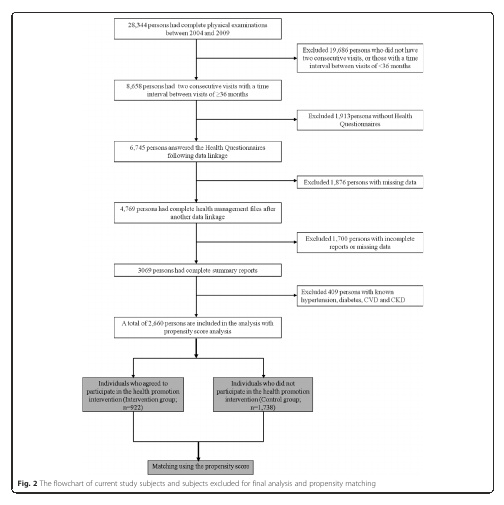 28,344 persons had complete physical examinations
between 2004 and 2009
Excluded 19,686 persons who did not have
two consecutive visits, or those with a time
interval between visits of <36 months
8,658 persons had two consecutive visits with a time
interval between visits of ≥36 months
Excluded 1,913persons without Health
Questionnaires
6,745 persons answered the Health Questionnaires
following data linkage
Excluded 1,876 persons with missing data
4,769 persons had complete health management files after
another data linkage
Excluded 1,700 persons with incomplete
reports or missing data
3069 persons had complete summary reports
Excluded 409 persons with known
hypertension, diabetes, CVD and CKD
A total of 2,660 persons are included in the analysis with
propensity score analysis
Individuals who agreed to
participate in the health promotion
intervention (Intervention group;
n=922)
Individuals who did not
participate in the health promotion
intervention (Control group;
n=1,738)
Matching using the propensity score
Fig. 2 The flowchart of current study subjects and subjects excluded for final analysis and propensity matching